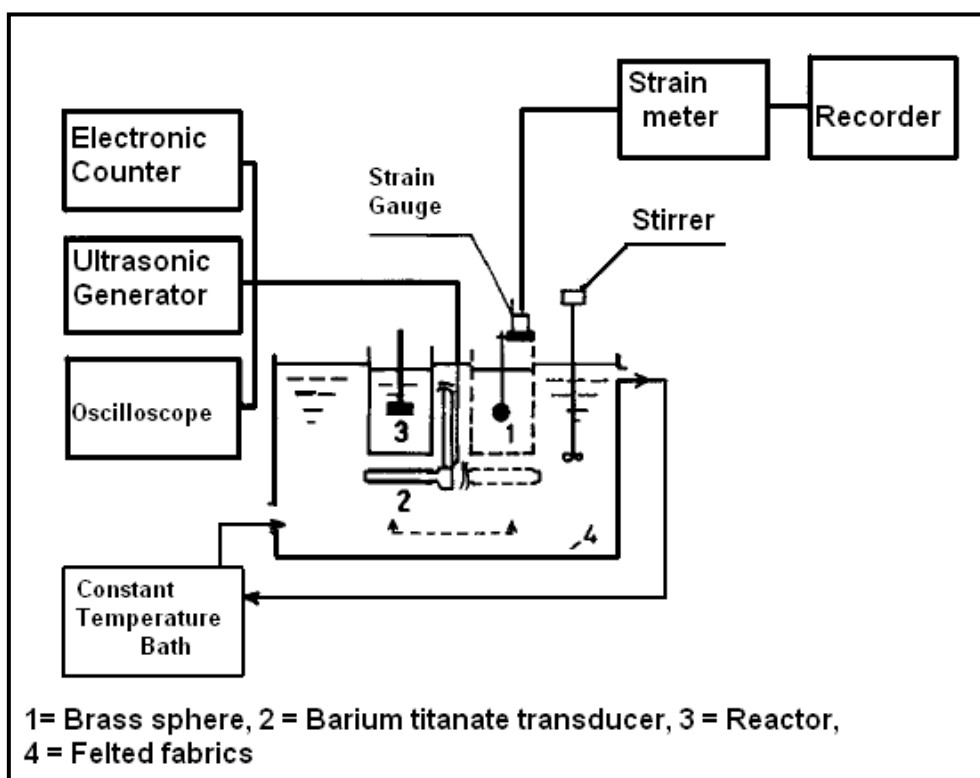 Electronic
Counter
Ultrasonic
Generator
Oscilloscope
Strain
Gauge
Strain
meter
Recorder
Stirrer
3
1
2
4
Constant
Temperature
Bath
1= Brass sphere, 2 = Barium titanate transducer, 3 = Reactor,
4 = Felted fabrics